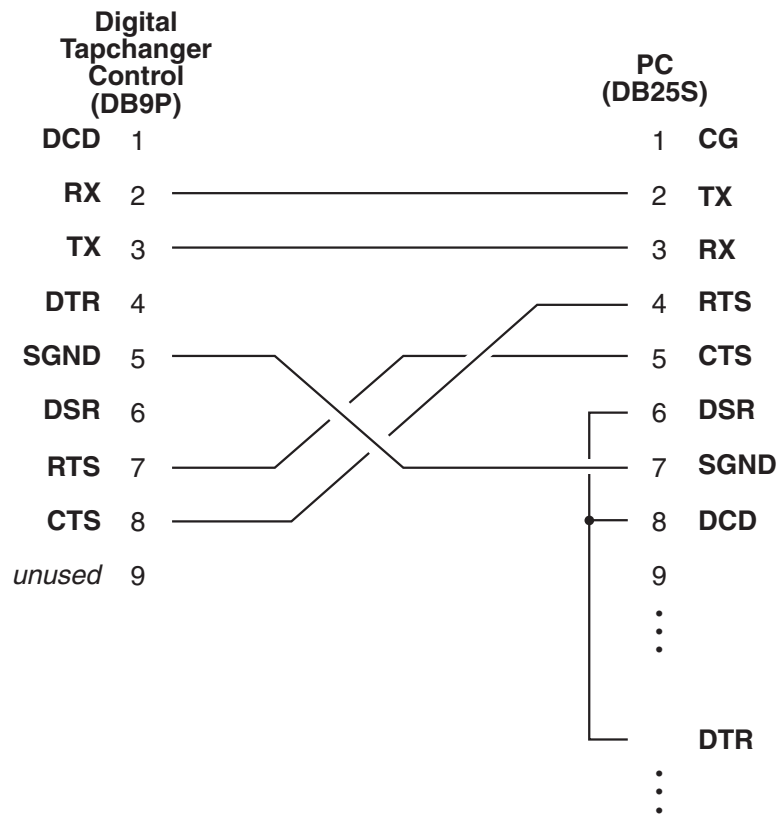 Digital
Tapchanger
Control
(DB9P)
PC
(DB25S)
DCD 1
1 CG
RX 2
2 TX
TX 3
3 RX
DTR 4
4 RTS
SGND 5
5 CTS
DSR 6
6 DSR
RTS 7
7 SGND
CTS 8
8 DCD
unused 9
9
DTR